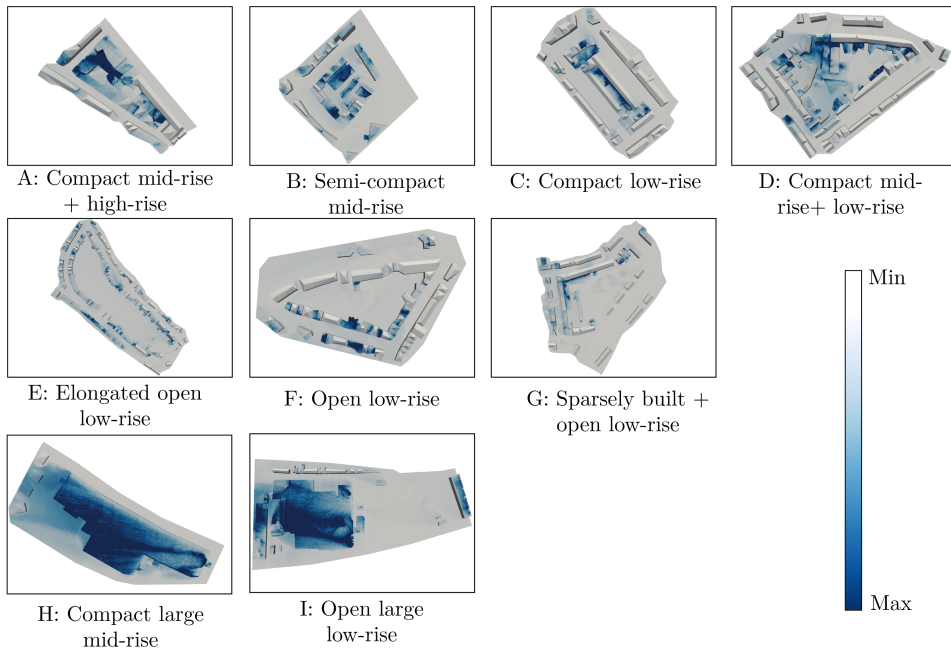 A: Compact mid-rise
+ high-rise
B: Semi-compact
mid-rise
C: Compact low-rise
D: Compact mid-
rise+ low-rise
E: Elongated open
low-rise
F: Open low-rise
G: Sparsely built +
open low-rise
Min
Max
H: Compact large
mid-rise
I: Open large
low-rise